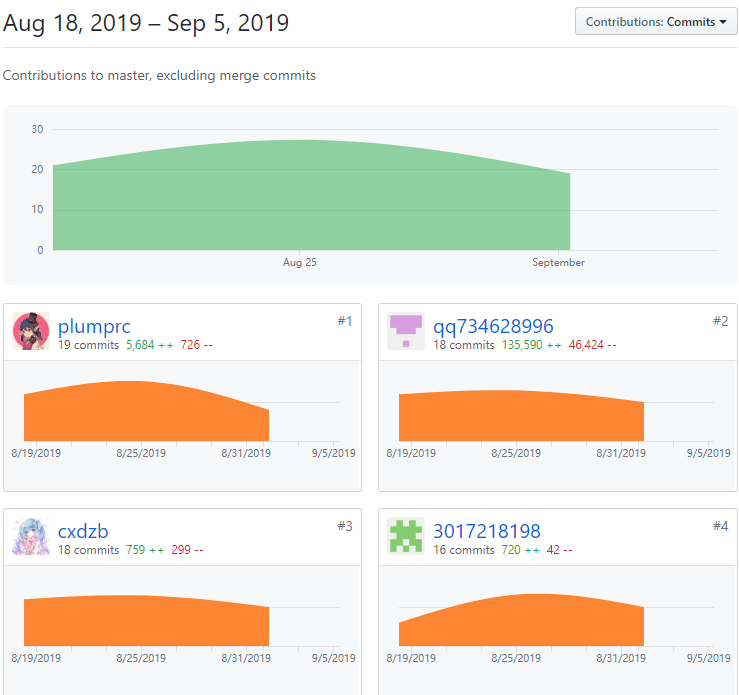 Aug 18, 2019 – Sep 5, 2019
Contributions: Commits
Contributions to master, excluding merge commits
30
20
10
0
Aug 25 September
plumprc #1
19 commits 5,684 ++ 726 --
8/19/2019 8/25/2019 8/31/2019 9/5/2019
qq734628996 #2
18 commits 135,590 ++ 46,424 --
8/19/2019 8/25/2019 8/31/2019 9/5/2019
cxdzb #3
18 commits 759 ++ 299 --
8/19/2019 8/25/2019 8/31/2019 9/5/2019
3017218198 #4
16 commits 720 ++ 42 --
8/19/2019 8/25/2019 8/31/2019 9/5/2019